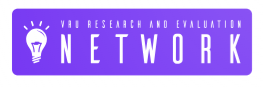 VRU RESEARCH AND EVALUATION
NETWORK